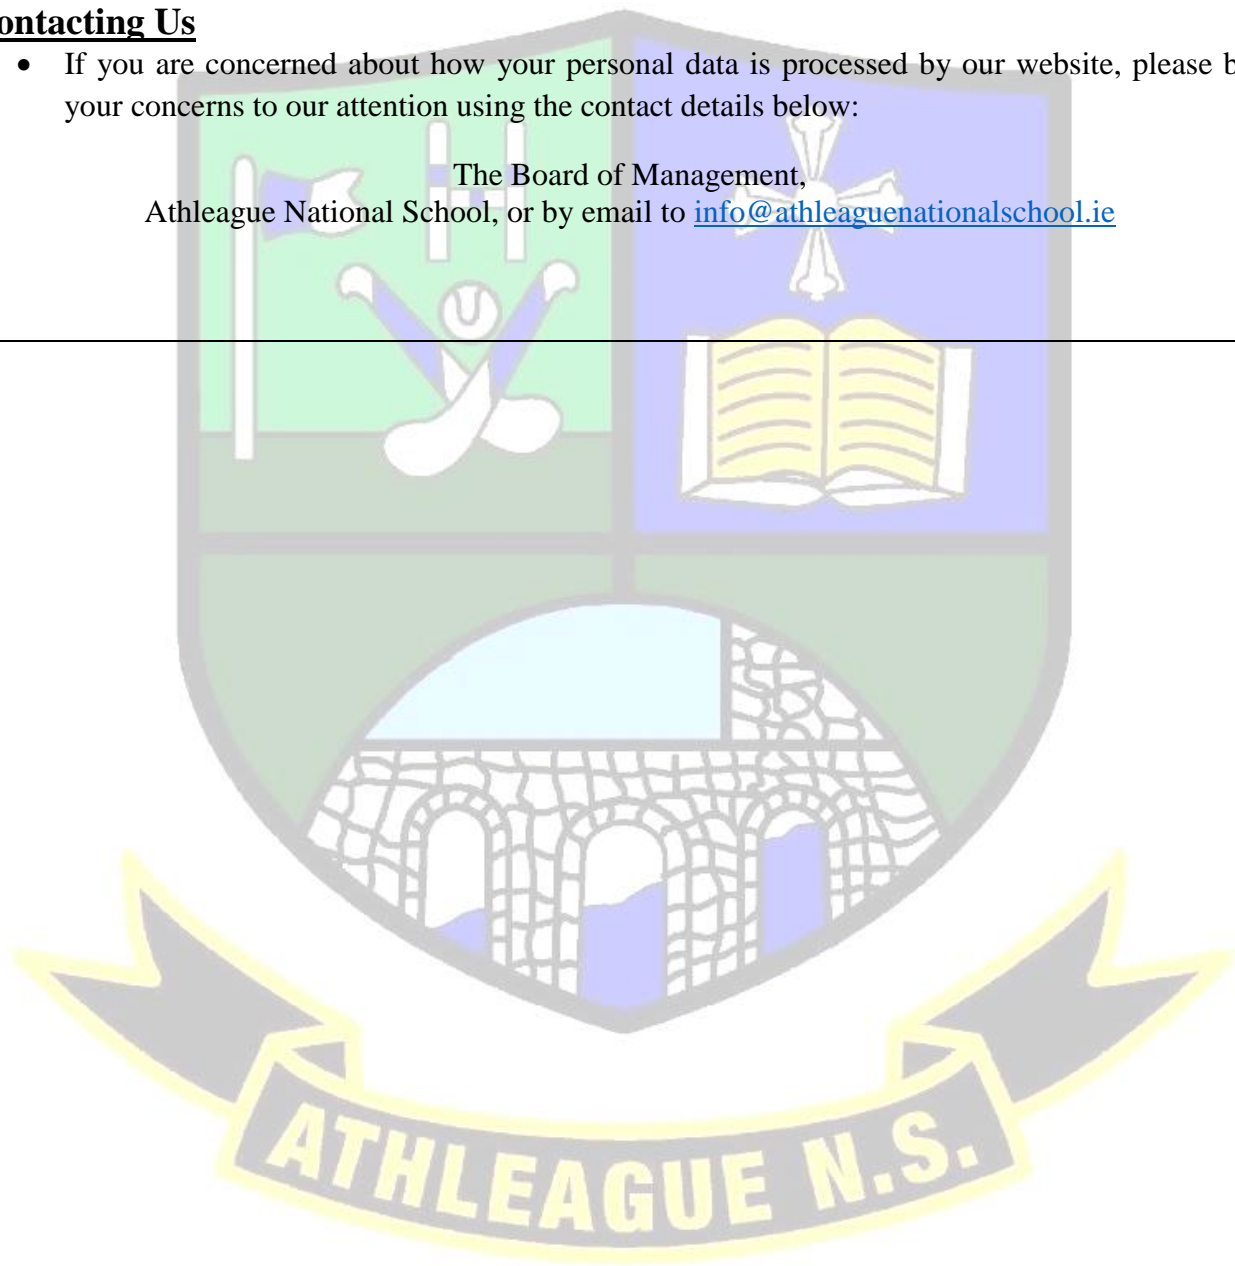 ontacting Us
• If you are concerned about how your personal data is processed by our website, please b
your concerns to our attention using the contact details below:
The Board of Management,
Athleague National School, or by email to info@athleaguenationalschool.ie
ATHLEAGUE N.S.